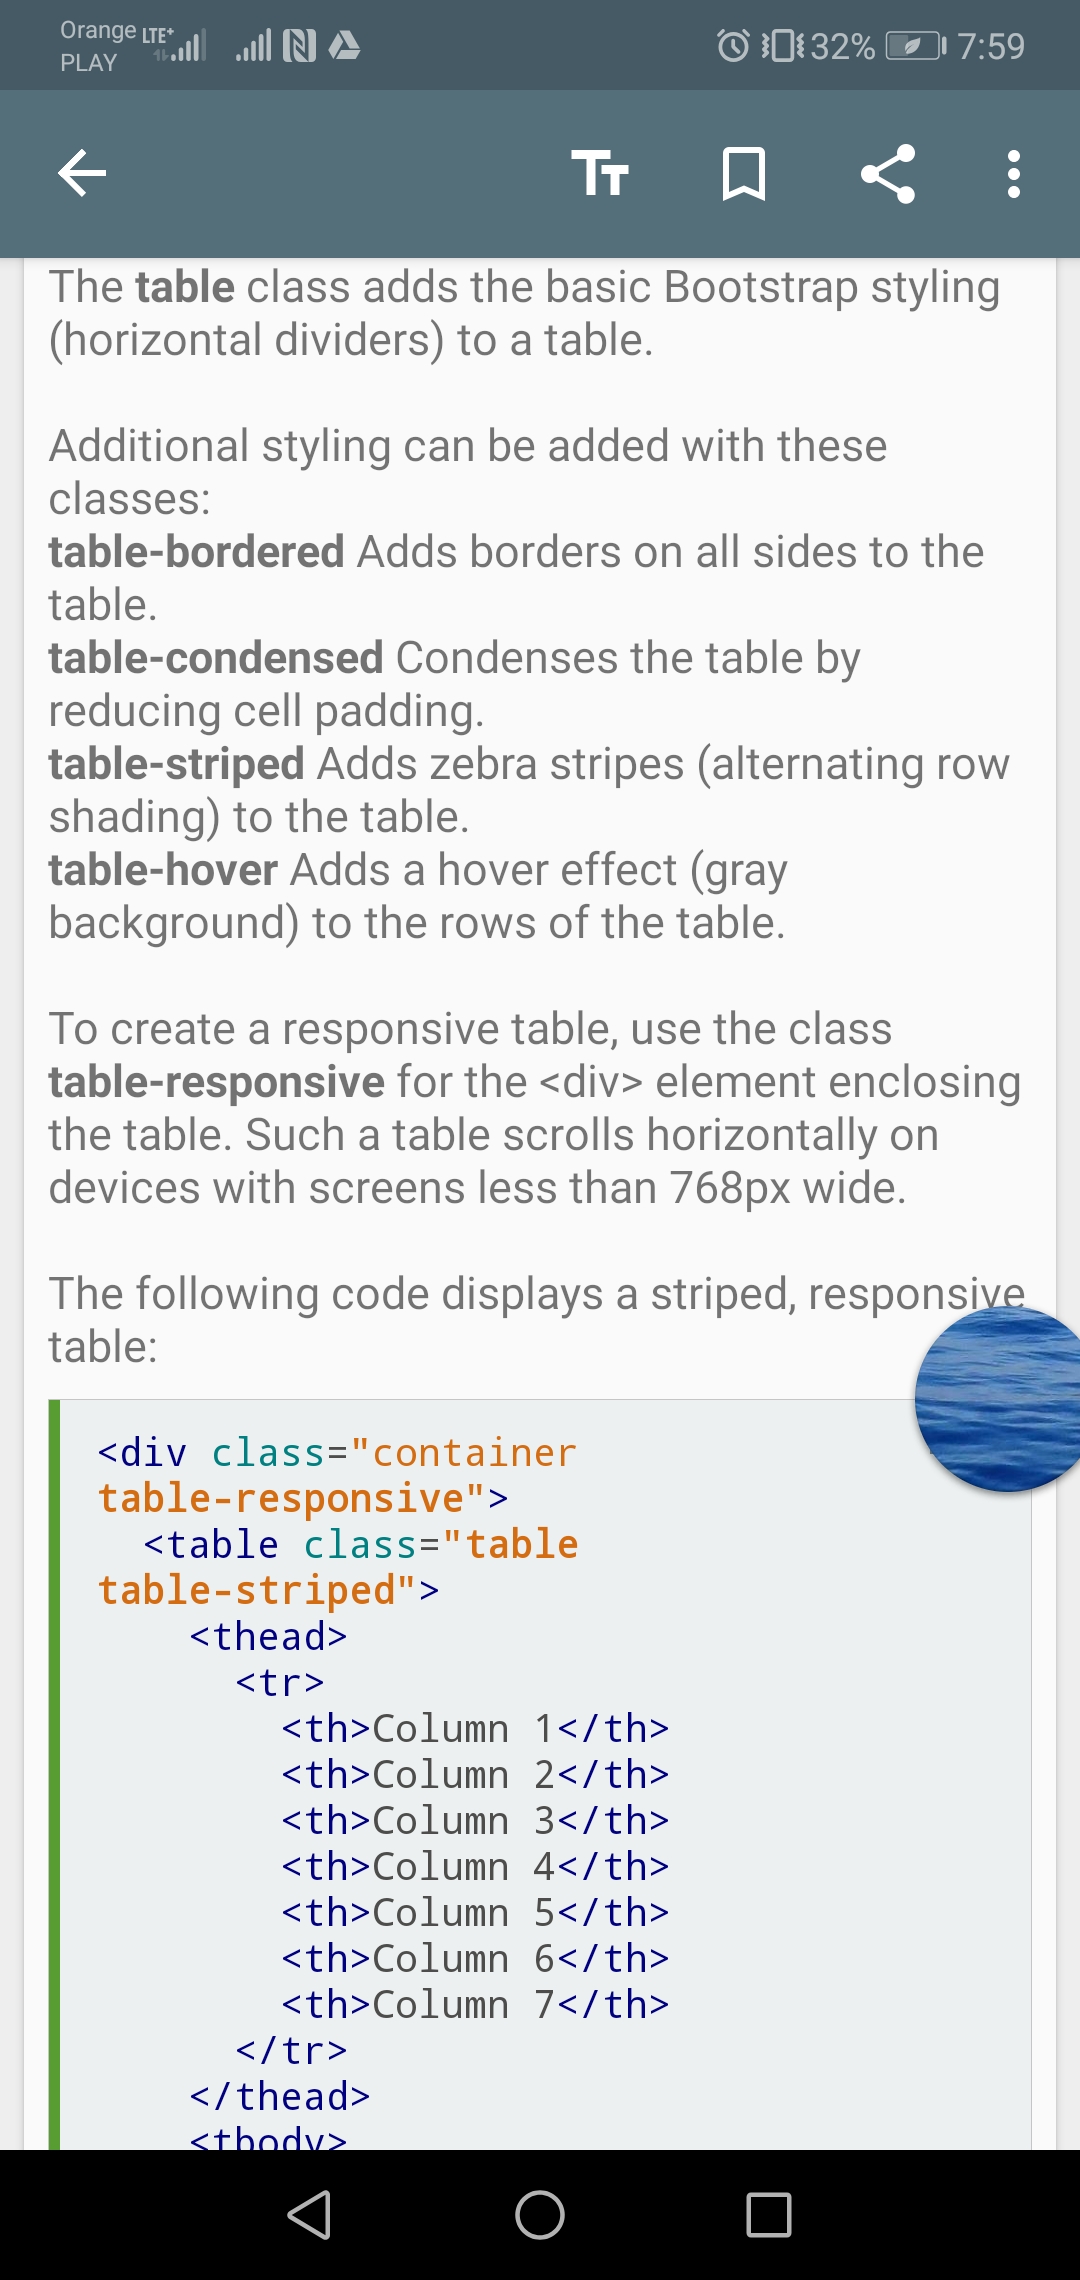 Orange LTE+
PLAY
32% 7:59
TT
The table class adds the basic Bootstrap styling
(horizontal dividers) to a table.
Additional styling can be added with these
classes:
table-bordered Adds borders on all sides to the
table.
table-condensed Condenses the table by
reducing cell padding.
table-striped Adds zebra stripes (alternating row
shading) to the table.
table-hover Adds a hover effect (gray
background) to the rows of the table.
To create a responsive table, use the class
table-responsive for the <div> element enclosing
the table. Such a table scrolls horizontally on
devices with screens less than 768px wide.
The following code displays a striped, responsive
table:
<div class="container
table-responsive">
<table class="table
table-striped">
<thead>
<tr>
<th>Column 1</th>
<th>Column 2</th>
<th>Column 3</th>
<th>Column 4</th>
<th>Column 5</th>
<th>Column 6</th>
<th>Column 7</th>
</tr>
</thead>
<tbody>